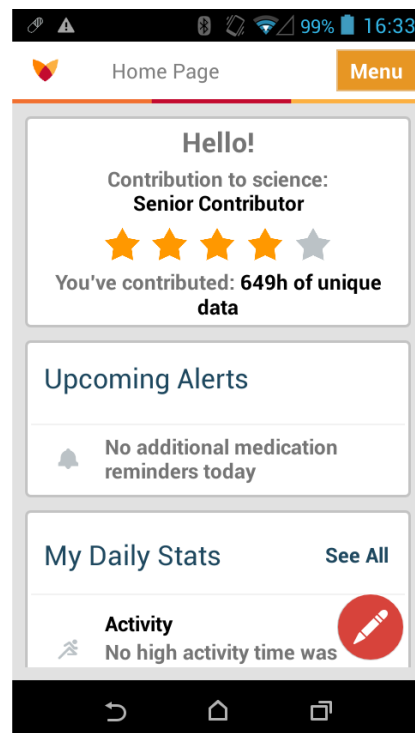 99% 16:33
Home Page
Menu
Hello!
Contribution to science:
Senior Contributor
You've contributed: 649h of unique
data
Upcoming Alerts
No additional medication
reminders today
My Daily Stats
See All
Activity
No high activity time was